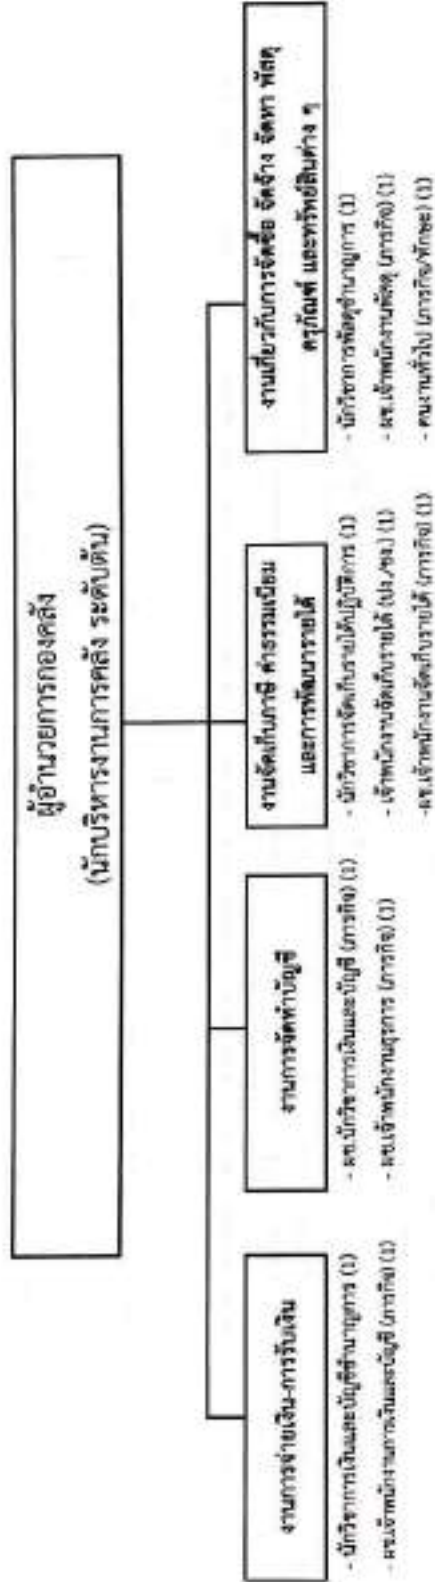 ผู้อำนวยการกองคลัง
(นักบริหารงานการคลัง ระดับต้น)
งานการจ่ายเงิน-การรับเงิน
- นักวิชาการเงินและบัญชีชำนาญการ (1)
- ผช.เจ้าพนักงานการเงินและบัญชี (ภารกิจ) (1)
งานการจัดทำบัญชี
- ผช.นักวิชาการเงินและบัญชี (ภารกิจ) (1)
- ผช.เจ้าพนักงานธุรการ (ภารกิจ) (1)
งานจัดเก็บภาษี ค่าธรรมเนียม
และการพัฒนารายได้
- นักวิชาการจัดเก็บรายได้ปฏิบัติการ (1)
- เจ้าพนักงานจัดเก็บรายได้ (ปง./ชง.) (1)
-ผช.เจ้าพนักงานจัดเก็บรายได้ (ภารกิจ) (1)
งานเกี่ยวกับการจัดซื้อ จัดจ้าง จัดหา พัสดุ
ครุภัณฑ์ และทรัพย์สินต่าง ๆ
- นักวิชาการพัสดุชำนาญการ (1)
- ผช.เจ้าพนักงานพัสดุ (ภารกิจ) (1)
- คนงานทั่วไป (ภารกิจ/ทักษะ) (1)